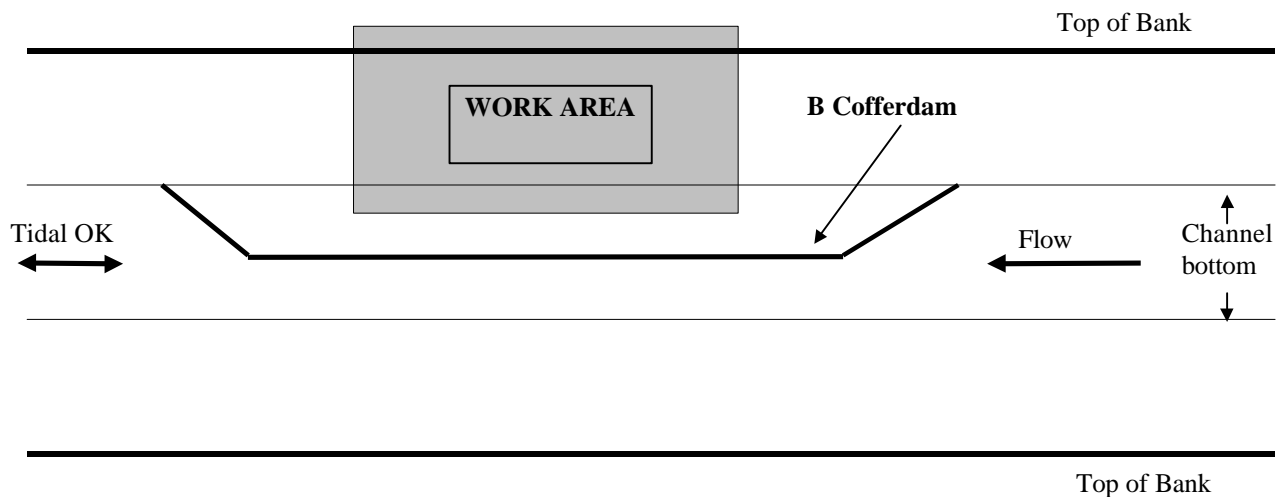 Top of Bank
WORK AREA
B Cofferdam
Tidal OK
Flow
Channel
bottom
Top of Bank